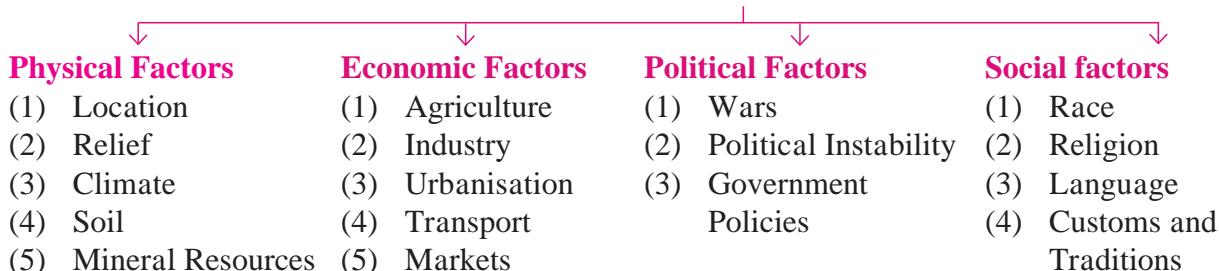 Physical Factors
(1) Location
(2) Relief
(3) Climate
(4) Soil
(5) Mineral Resources
Economic Factors
(1) Agriculture
(2) Industry
(3) Urbanisation
(4) Transport
(5) Markets
Political Factors
(1) Wars
(2) Political Instability
(3) Government
Policies
Social factors
(1) Race
(2) Religion
(3) Language
(4) Customs and
Traditions